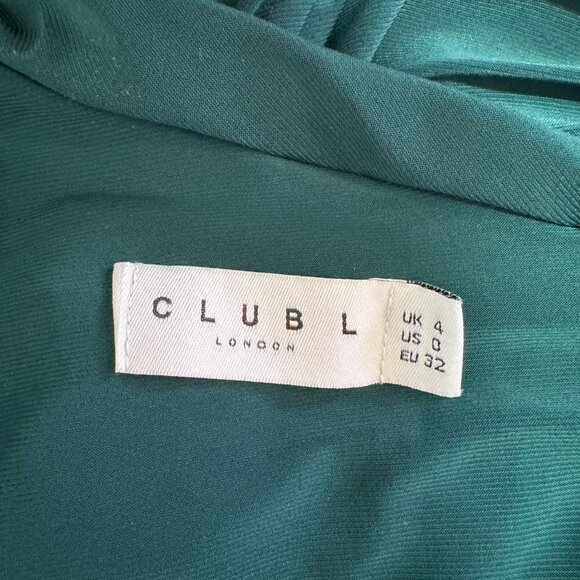 CLUB L
LONDON
UK 4
US 0
EU 32